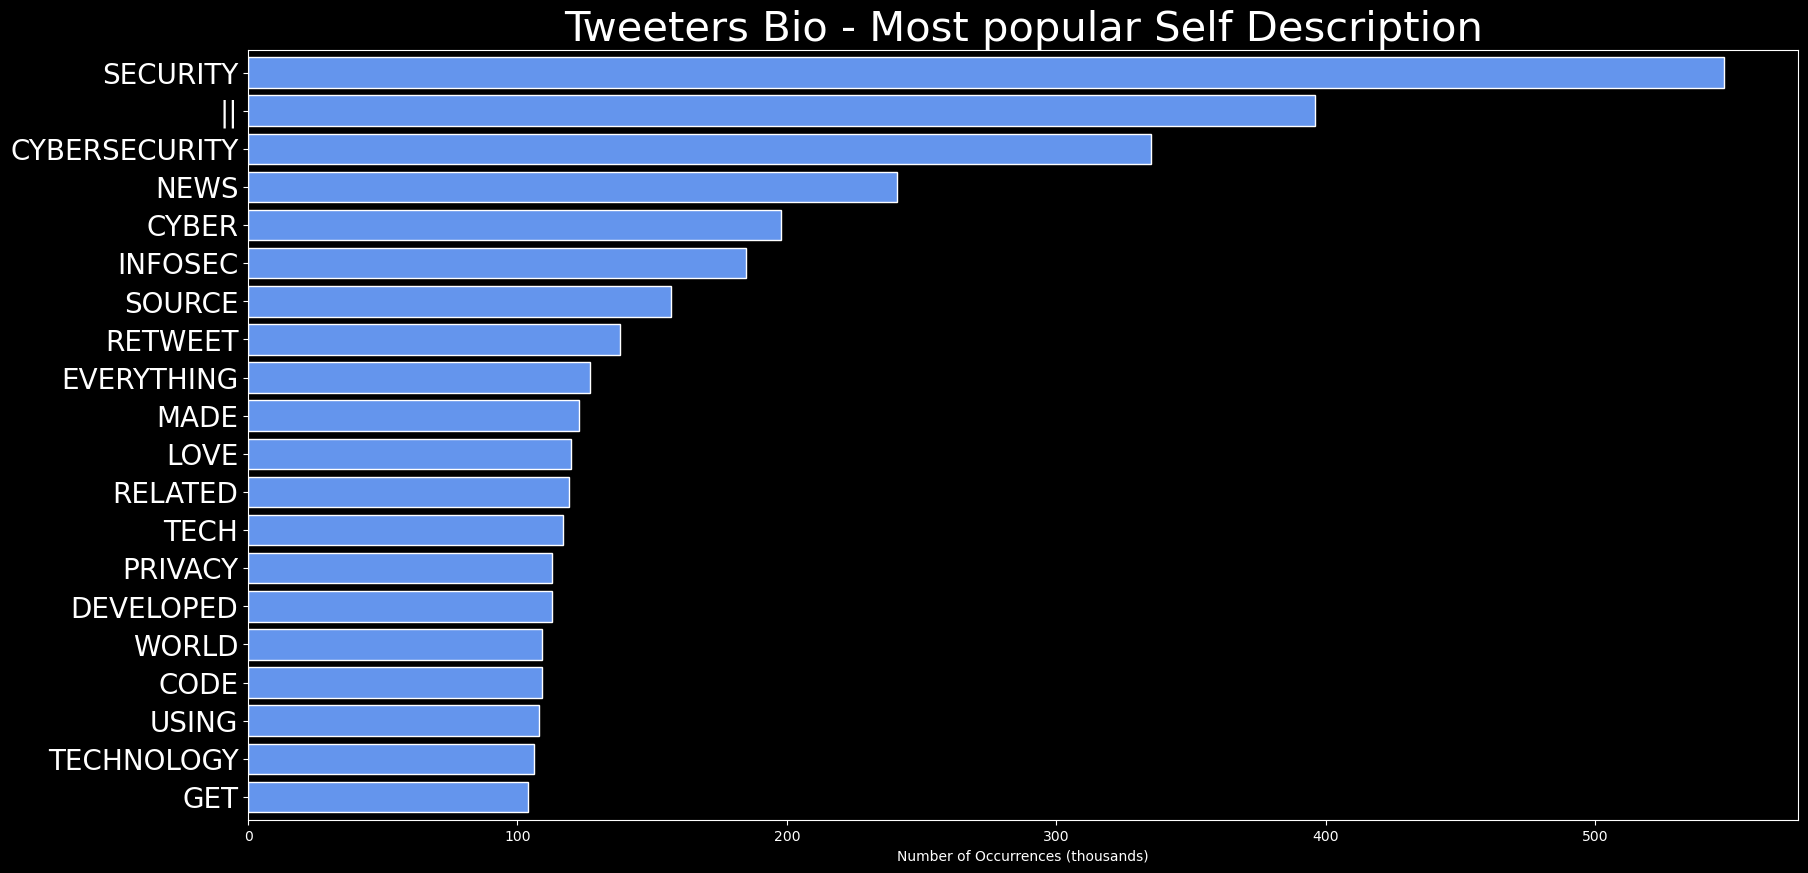 Tweeters Bio - Most popular Self Description
SECURITY
||
CYBERSECURITY
NEWS
CYBER
INFOSEC
SOURCE
RETWEET
EVERYTHING
MADE
LOVE
RELATED
TECH
PRIVACY
DEVELOPED
WORLD
CODE
USING
TECHNOLOGY
GET
0 100 200 300 400 500
Number of Occurrences (thousands)